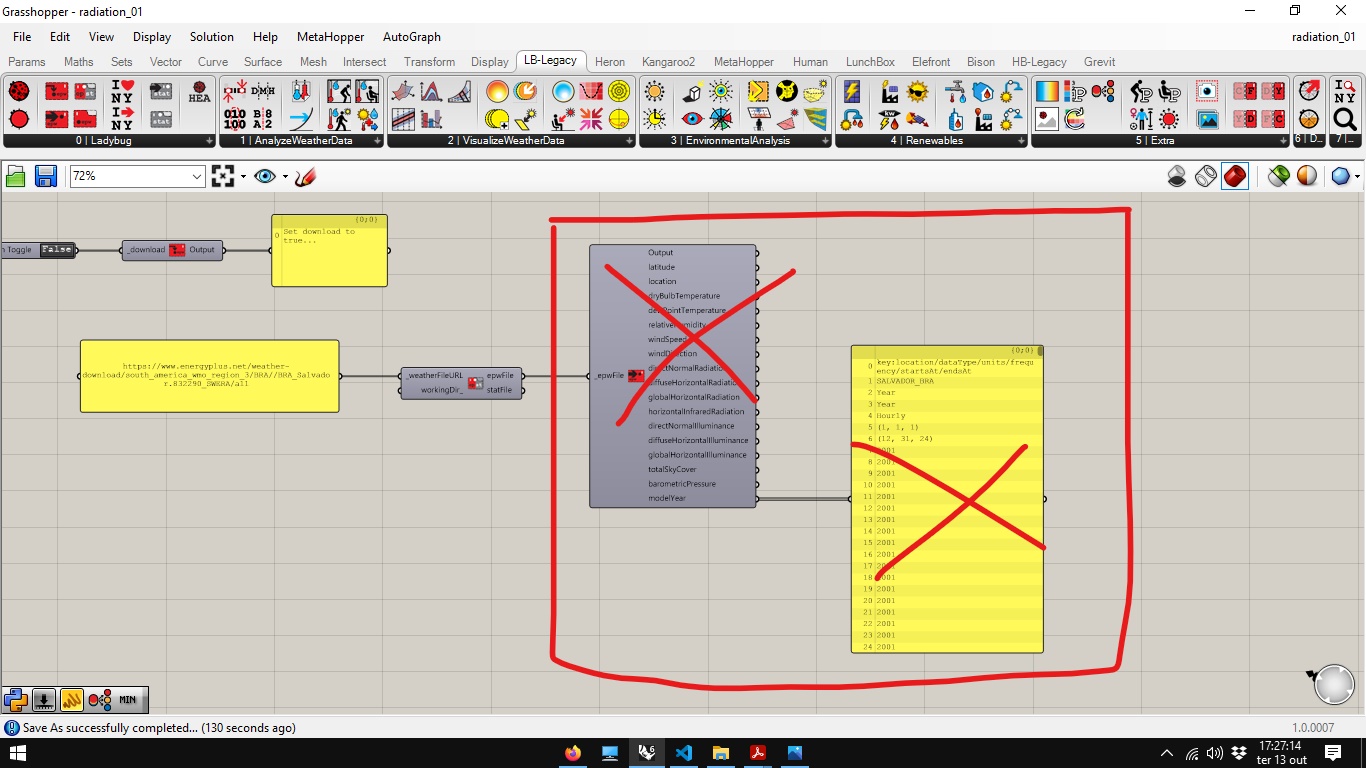 Grasshopper - radiation_01
File Edit View Display Solution Help MetaHopper AutoGraph radiation_01
Params Maths Sets Vector Curve Surface Mesh Intersect Transform Display LB-Legacy Heron Kangaroo2 MetaHopper Human LunchBox Elefront Bison HB-Legacy Grevit
0 | Ladybug 1 | AnalyzeWeatherData 2 | VisualizeWeatherData 3 | EnvironmentalAnalysis 4 | Renewables 5 | Extra 6 | D... 7 |...
72%
Toggle False
_download Output
{0;0}
0 Set download to
true...
https://www.energyplus.net/weather-
download/south_america_wmo_region_3/BRA//BRA_Salvado
r.832290_SWERA/all
_weatherFileURL epwFile
workingDir_ statFile
_epwFile
Output
latitude
location
dryBulbTemperature
dewPointTemperature
relativeHumidity
windSpeed
windDirection
directNormalRadiation
diffuseHorizontalRadiation
globalHorizontalRadiation
horizontalInfraredRadiation
directNormalIlluminance
diffuseHorizontalIlluminance
globalHorizontalIlluminance
totalSkyCover
barometricPressure
modelYear
{0;0}
0 key:location/dataType/units/frequ
ency/startsAt/endsAt
1 SALVADOR_BRA
2 Year
3 Year
4 Hourly
5 (1, 1, 1)
6 (12, 31, 24)
7 2001
8 2001
9 2001
10 2001
11 2001
12 2001
13 2001
14 2001
15 2001
16 2001
17 2001
18 2001
19 2001
20 2001
21 2001
22 2001
23 2001
24 2001
MIN
Save As successfully completed... (130 seconds ago) 1.0.0007
17:27:14
ter 13 out